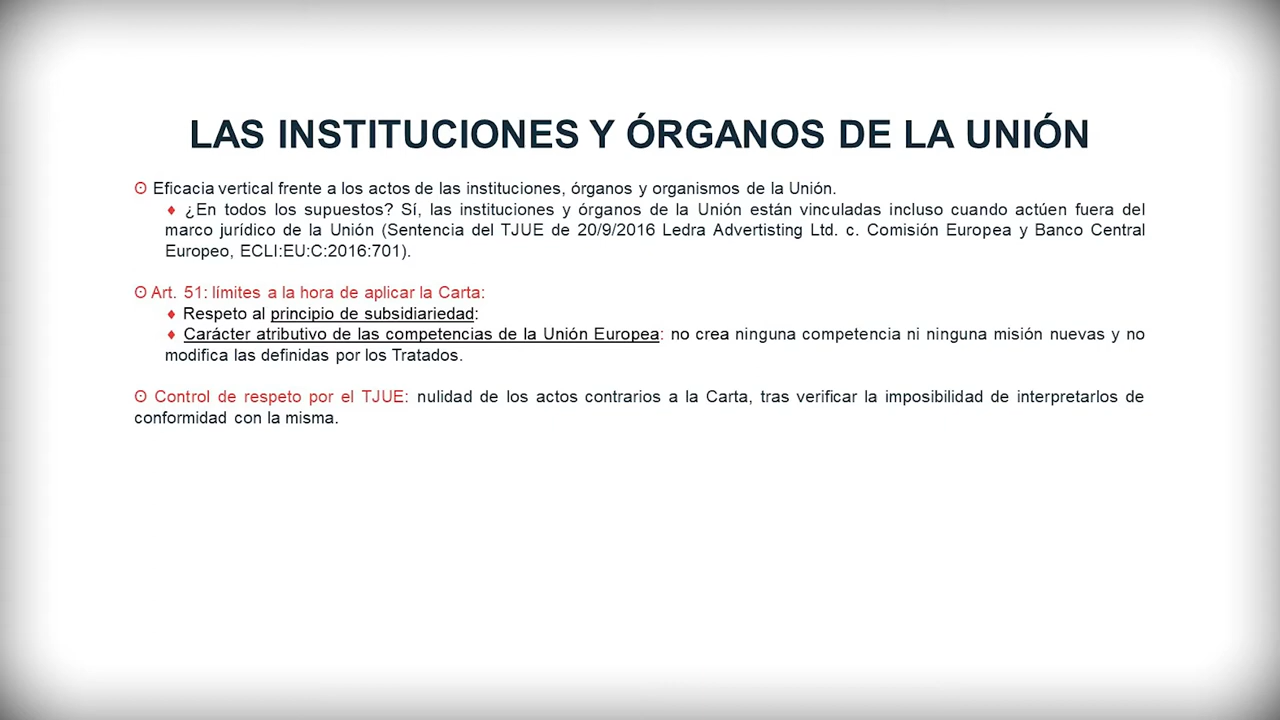 LAS INSTITUCIONES Y ÓRGANOS DE LA UNIÓN
ʘ Eficacia vertical frente a los actos de las instituciones, órganos y organismos de la Unión.
♦ ¿En todos los supuestos? Sí, las instituciones y órganos de la Unión están vinculadas incluso cuando actúen fuera del
marco jurídico de la Unión (Sentencia del TJUE de 20/9/2016 Ledra Advertisting Ltd. c. Comisión Europea y Banco Central
Europeo, ECLI:EU:C:2016:701).
ʘ Art. 51: límites a la hora de aplicar la Carta:
♦ Respeto al principio de subsidiariedad:
♦ Carácter atributivo de las competencias de la Unión Europea: no crea ninguna competencia ni ninguna misión nuevas y no
modifica las definidas por los Tratados.
ʘ Control de respeto por el TJUE: nulidad de los actos contrarios a la Carta, tras verificar la imposibilidad de interpretarlos de
conformidad con la misma.